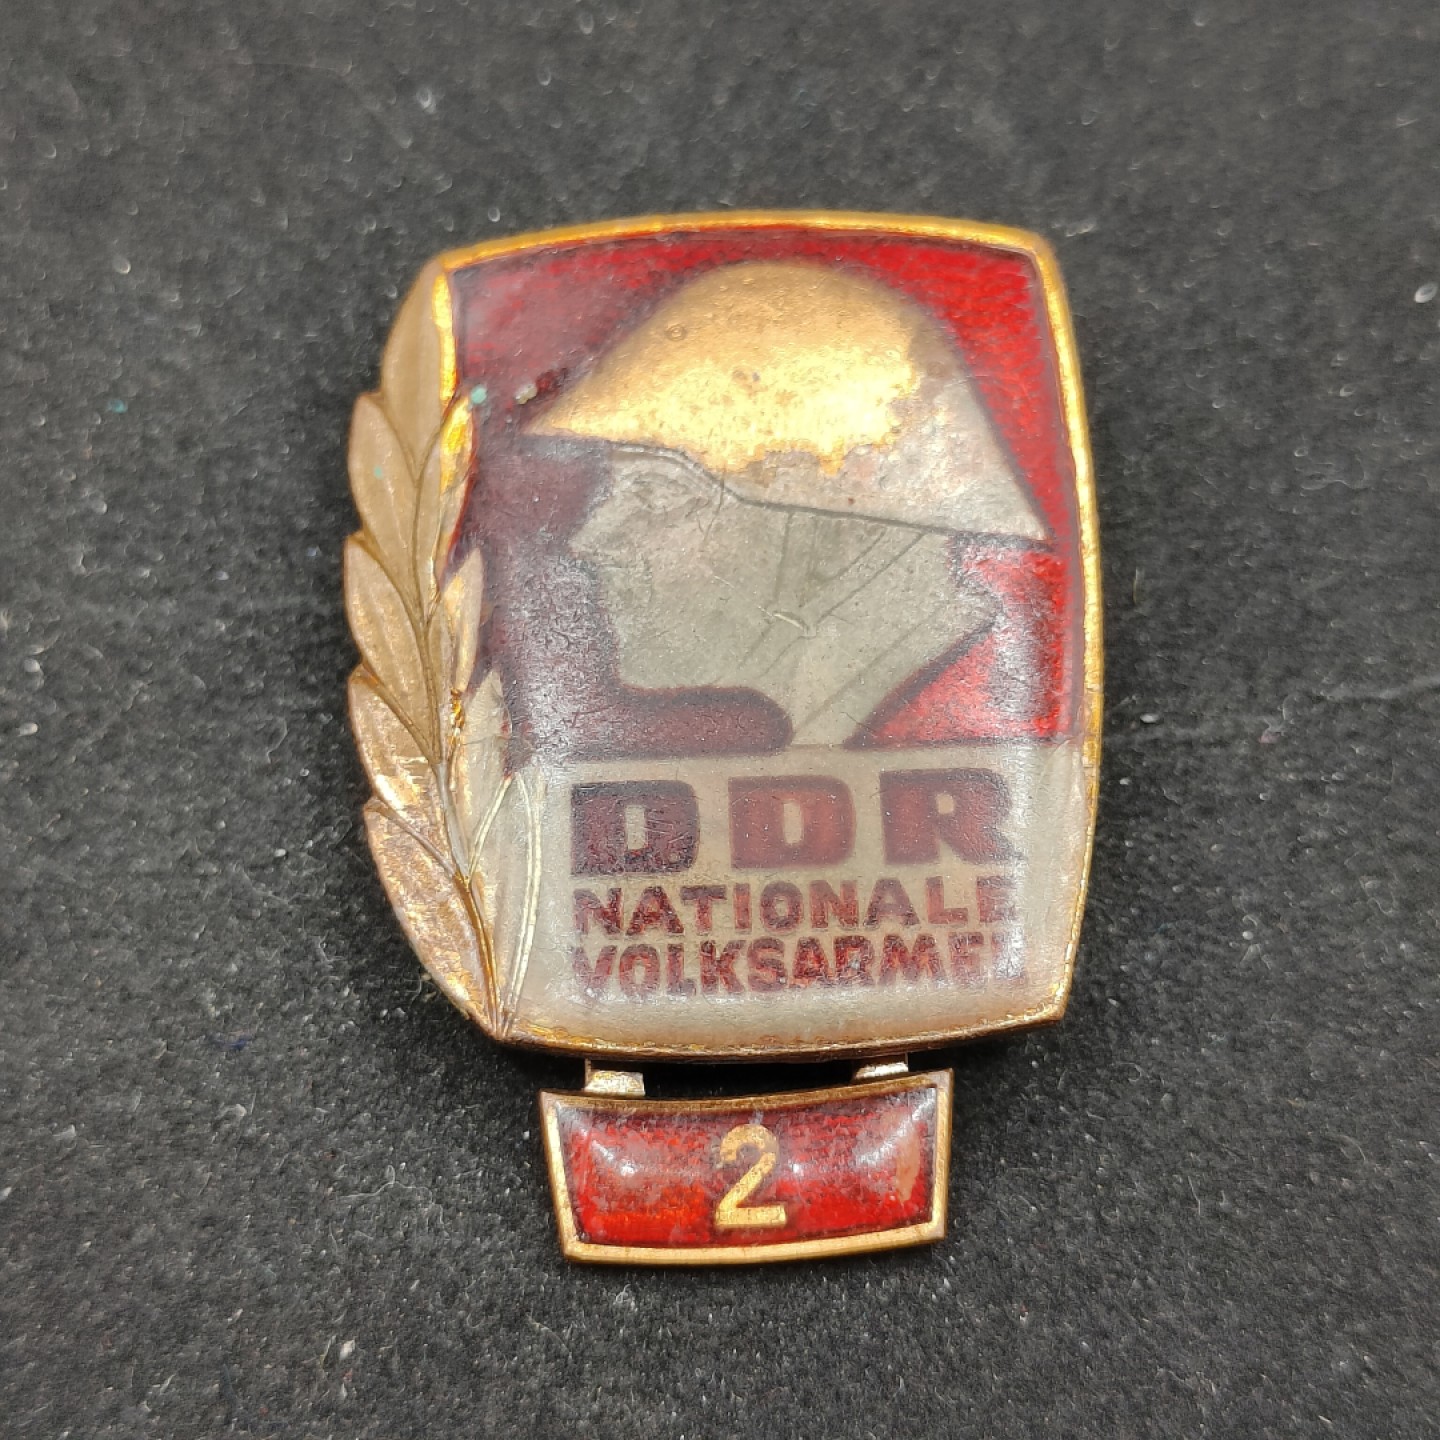 DDR
NATIONALE
VOLKSARMEE
2